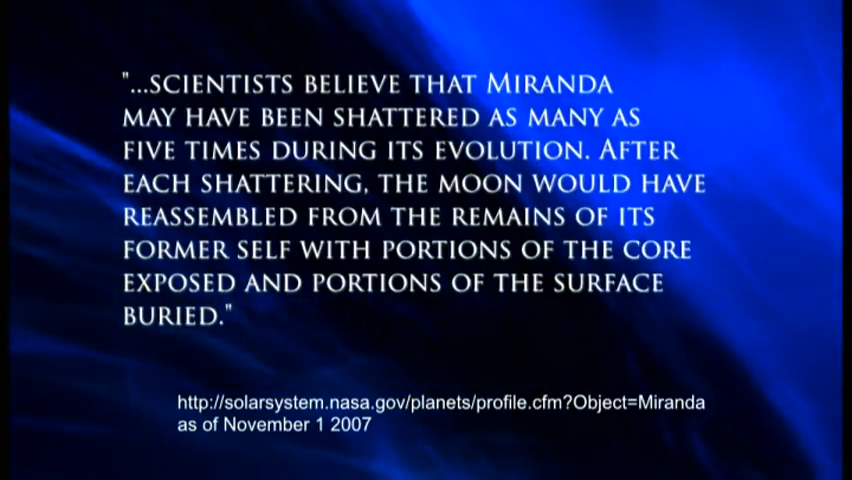 "...SCIENTISTS BELIEVE THAT MIRANDA
MAY HAVE BEEN SHATTERED AS MANY AS
FIVE TIMES DURING ITS EVOLUTION. AFTER
EACH SHATTERING, THE MOON WOULD HAVE
REASSEMBLED FROM THE REMAINS OF ITS
FORMER SELF WITH PORTIONS OF THE CORE
EXPOSED AND PORTIONS OF THE SURFACE
BURIED."
http://solarsystem.nasa.gov/planets/profile.cfm?Object=Miranda
as of November 1 2007